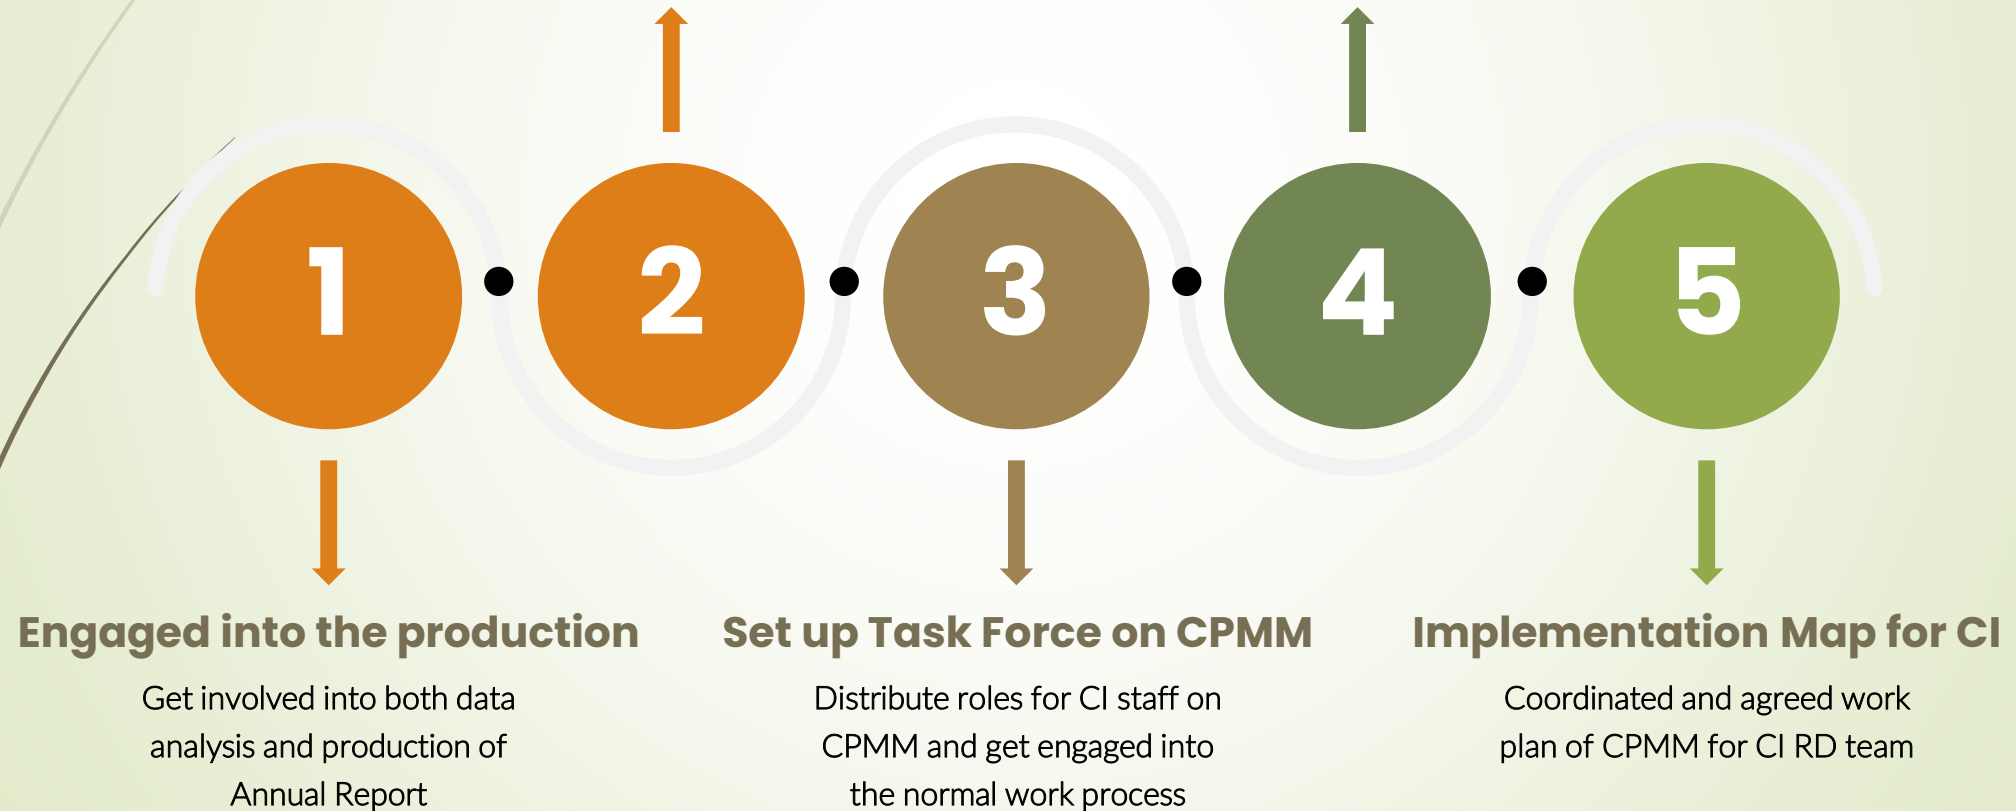 1
2
3
4
5
Engaged into the production
Get involved into both data
analysis and production of
Annual Report
Set up Task Force on CPMM
Distribute roles for CI staff on
CPMM and get engaged into
the normal work process
Implementation Map for CI
Coordinated and agreed work
plan of CPMM for CI RD team